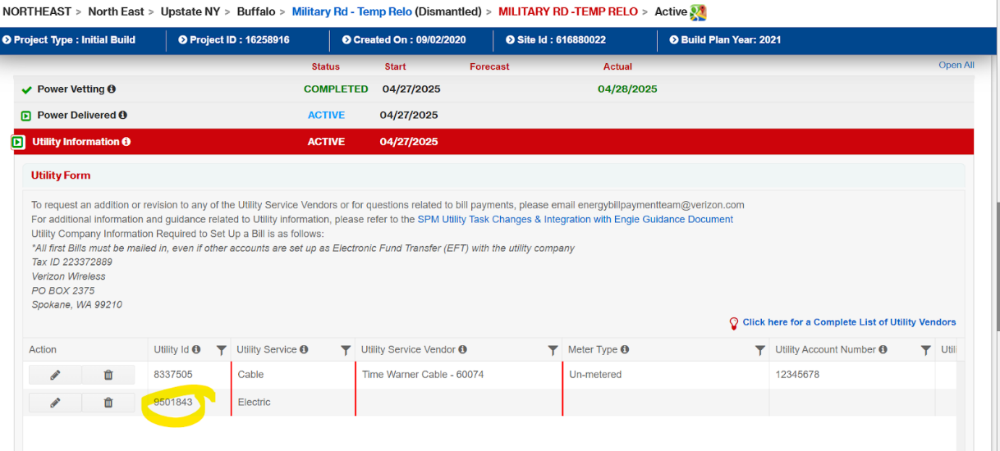 NORTHEAST > North East > Upstate NY > Buffalo > Military Rd - Temp Relo (Dismantled) > MILITARY RD -TEMP RELO > Active
Project Type : Initial Build Project ID : 16258916 Created On : 09/02/2020 Site Id : 616880022 Build Plan Year: 2021
Status Start Forecast Actual Open All
Power Vetting COMPLETED 04/27/2025 04/28/2025
Power Delivered ACTIVE 04/27/2025
Utility Information ACTIVE 04/27/2025
Utility Form
To request an addition or revision to any of the Utility Service Vendors or for questions related to bill payments, please email energybillpaymentteam@verizon.com
For additional information and guidance related to Utility information, please refer to the SPM Utility Task Changes & Integration with Engie Guidance Document
Utility Company Information Required to Set Up a Bill is as follows:
*All first Bills must be mailed in, even if other accounts are set up as Electronic Fund Transfer (EFT) with the utility company
Tax ID 223372889
Verizon Wireless
PO BOX 2375
Spokane, WA 99210
Click here for a Complete List of Utility Vendors
Action Utility Id Utility Service Utility Service Vendor Meter Type Utility Account Number Utili
8337505 Cable Time Warner Cable - 60074 Un-metered 12345678
9501843 Electric